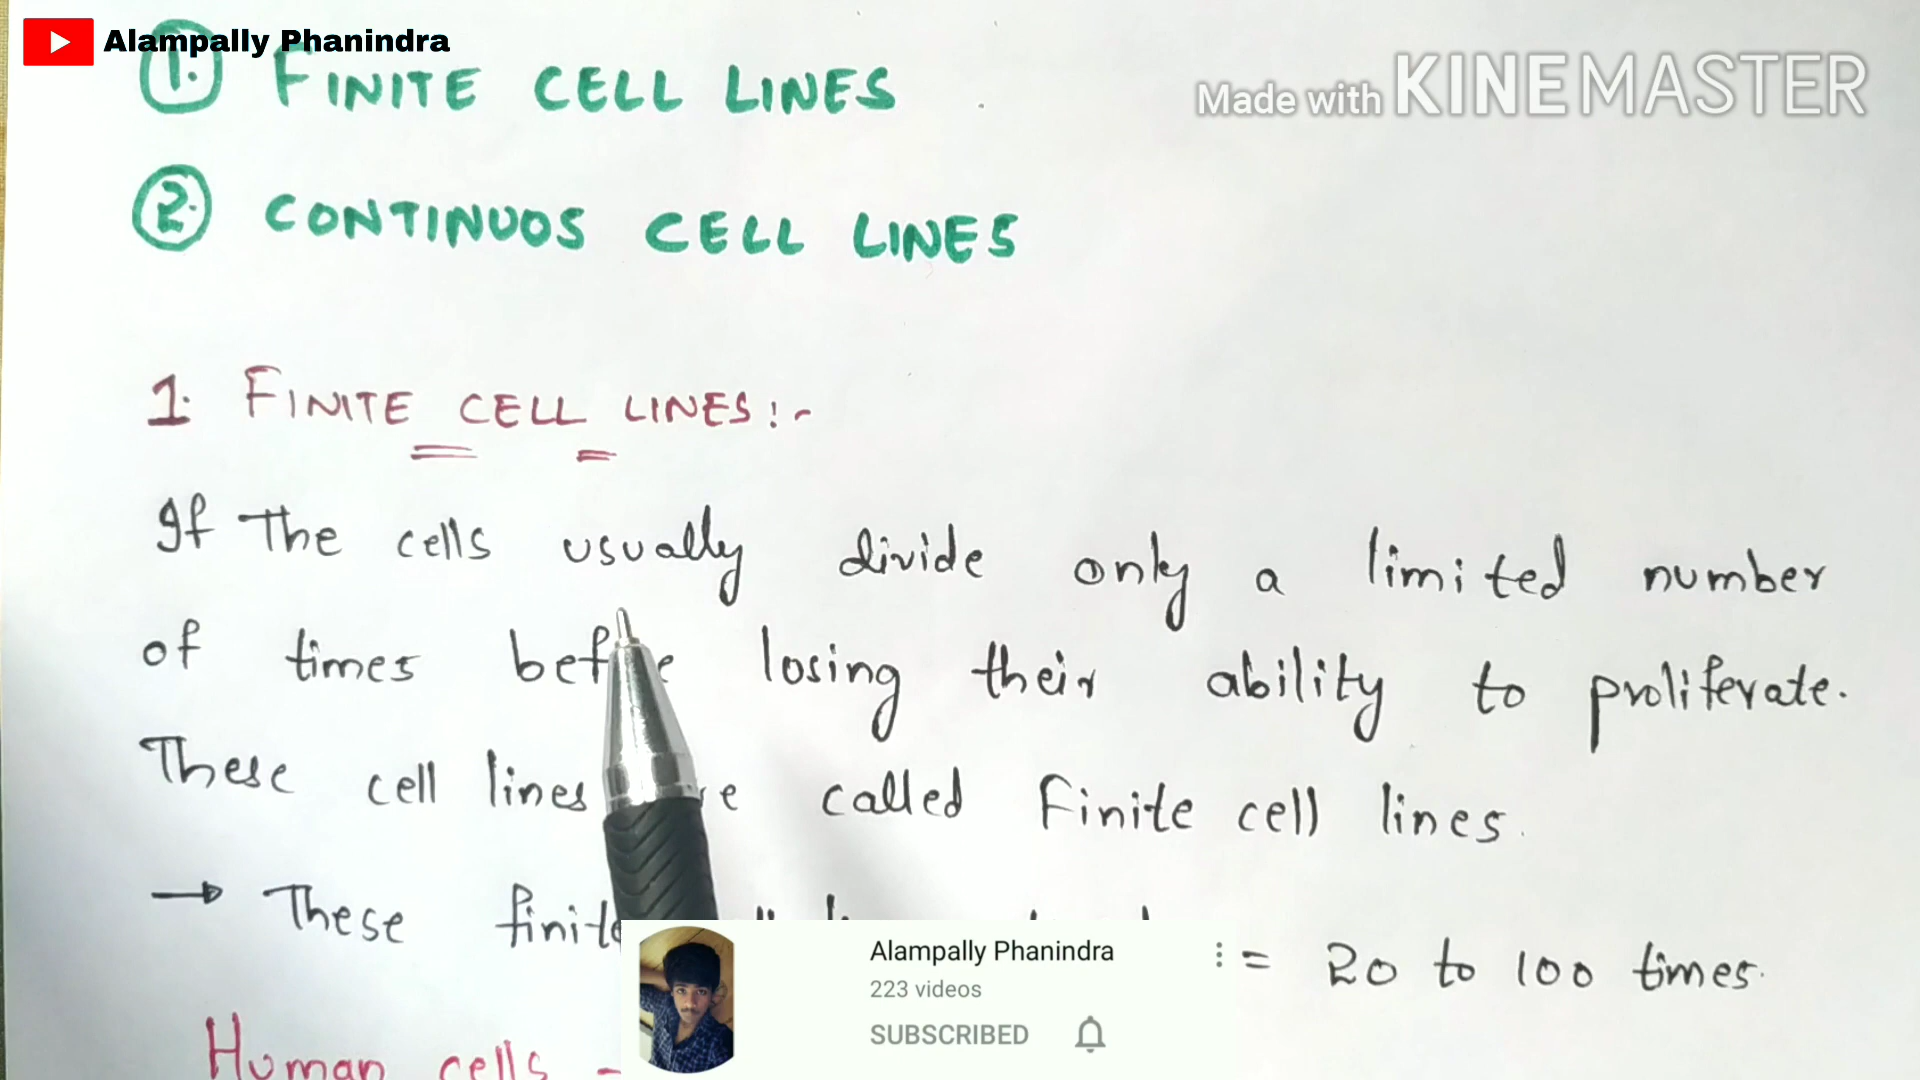 Alampally Phanindra
Made with KINEMASTER
1. FINITE CELL LINES
2. CONTINUOS CELL LINES
1. FINITE CELL LINES:-
If The cells usually divide only a limited number
of times losing their ability to proliferate.
These cell lines called Finite cell lines.
→ These = 20 to 100 times.
Alampally Phanindra
223 videos
SUBSCRIBED
Human cells -